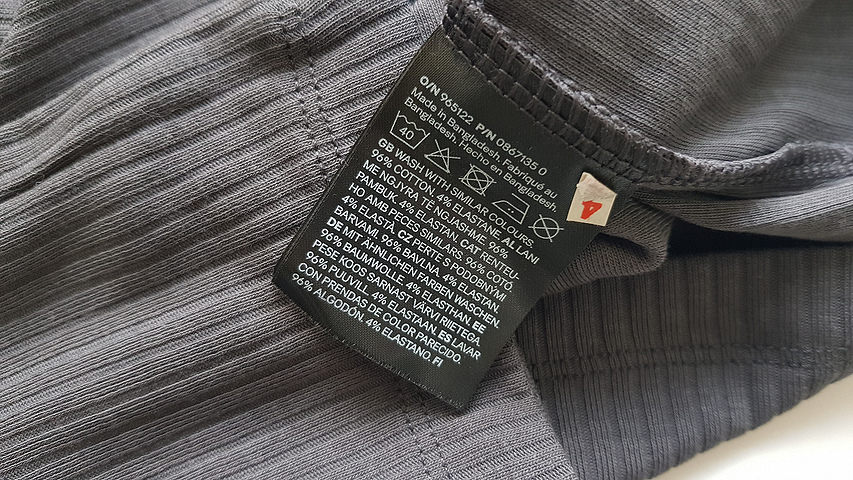 O/N 965122 P/N 0867135 0
Made in Bangladesh. Fabriqué au
Bangladesh. Hecho en Bangladesh.
40
GB WASH WITH SIMILAR COLOURS.
96% COTTON. 4% ELASTANE. AL LANI
ME NGJYRA TË NGJASHME. 96%
PAMBUK. 4% ELASTAN. CAT RENTEU-
HO AMB PECES SIMILARS. 96% COTÓ.
4% ELASTÀ. CZ PERTE S PODOBNÝMI
BARVAMI. 96% BAVLNA. 4% ELASTAN.
DE MIT ÄHNLICHEN FARBEN WASCHEN.
96% BAUMWOLLE. 4% ELASTHAN. EE
PESE KOOS SARNAST VÄRVI RIIETEGA.
96% PUUVILL. 4% ELASTAAN. ES LAVAR
CON PRENDAS DE COLOR PARECIDO.
96% ALGODÓN. 4% ELASTANO. FI
4